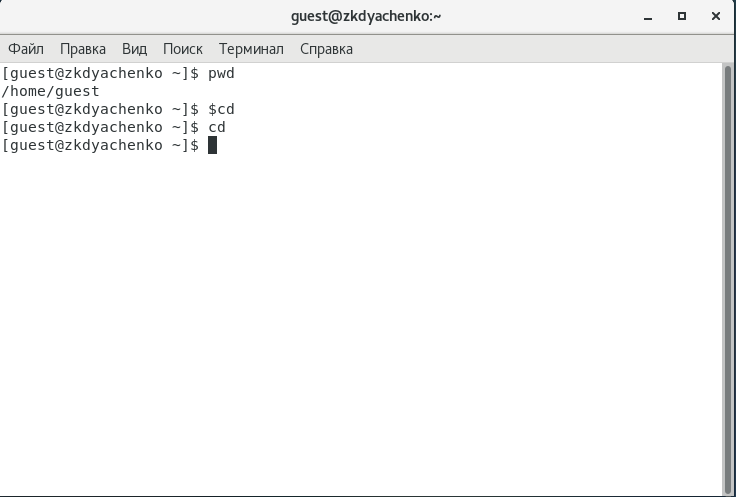 guest@zkdyachenko:~
Файл Правка Вид Поиск Терминал Справка
[guest@zkdyachenko ~]$ pwd
/home/guest
[guest@zkdyachenko ~]$ $cd
[guest@zkdyachenko ~]$ cd
[guest@zkdyachenko ~]$